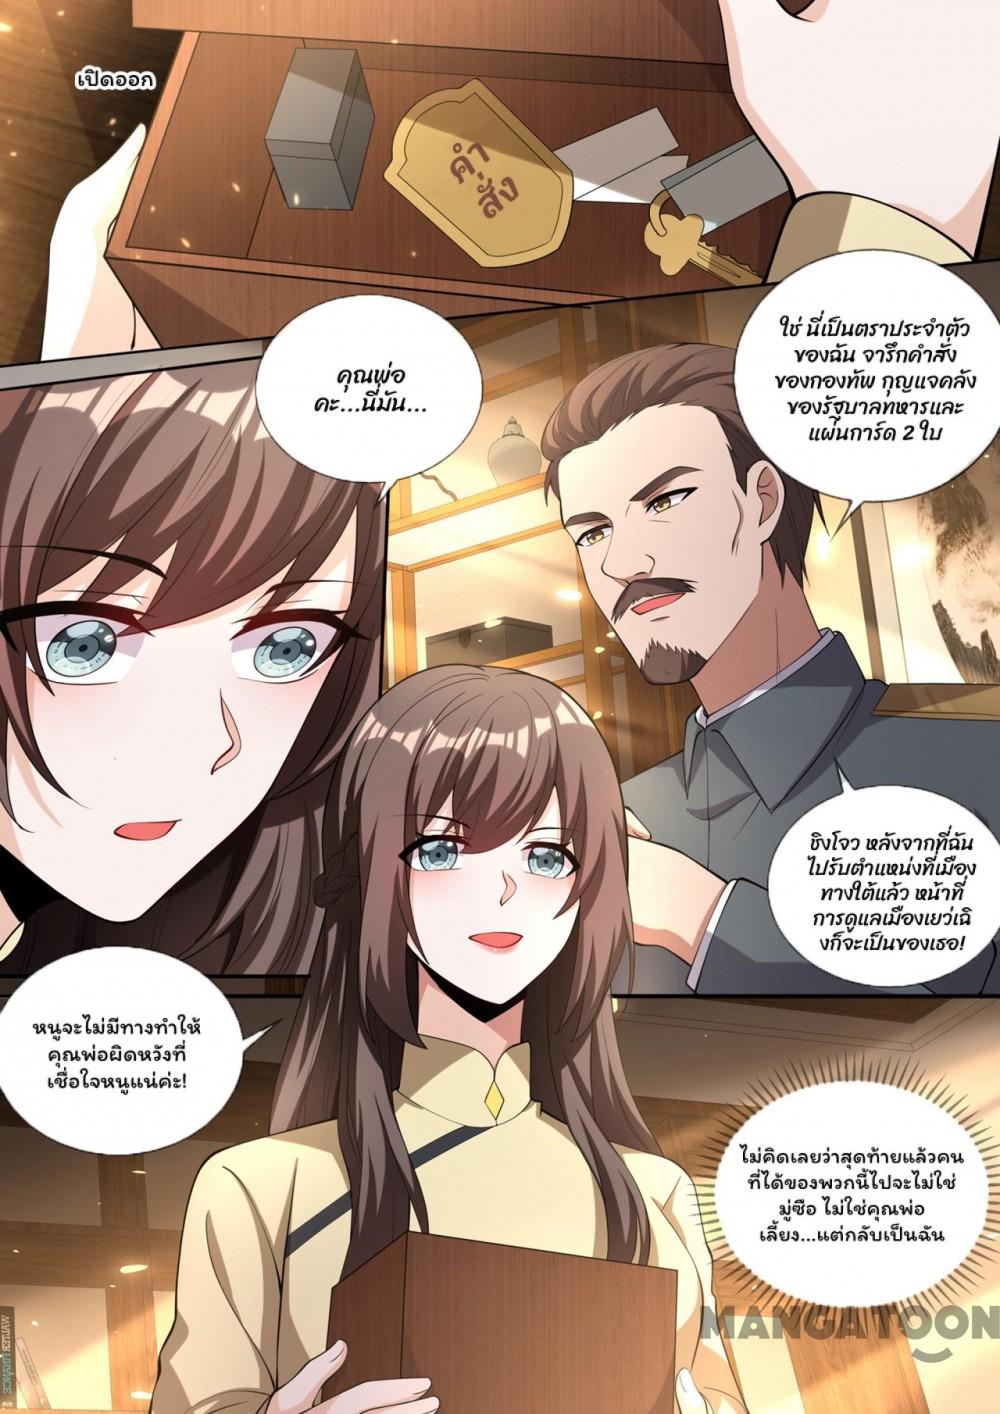 เปิดออก
คำ
สั่ง
คุณพ่อ
คะ...นี่มัน...
ใช่ นี่เป็นตราประจำตัว
ของฉัน จารึกคำสั่ง
ของกองทัพ กุญแจคลัง
ของรัฐบาลทหารและ
แผ่นการ์ด 2 ใบ
ชิงโจว หลังจากที่ฉัน
ไปรับตำแหน่งที่เมือง
ทางใต้แล้ว หน้าที่
การดูแลเมืองเยว่เฉิ
งก็จะเป็นของเธอ!
หนูจะไม่มีทางทำให้
คุณพ่อผิดหวังที่
เชื่อใจหนูแน่ค่ะ!
ไม่คิดเลยว่าสุดท้ายแล้วคน
ที่ได้ของพวกนี้ไปจะไม่ใช่
มู่ซือ ไม่ใช่คุณพ่อ
เลี้ยง...แต่กลับเป็นฉัน
MANGATOON